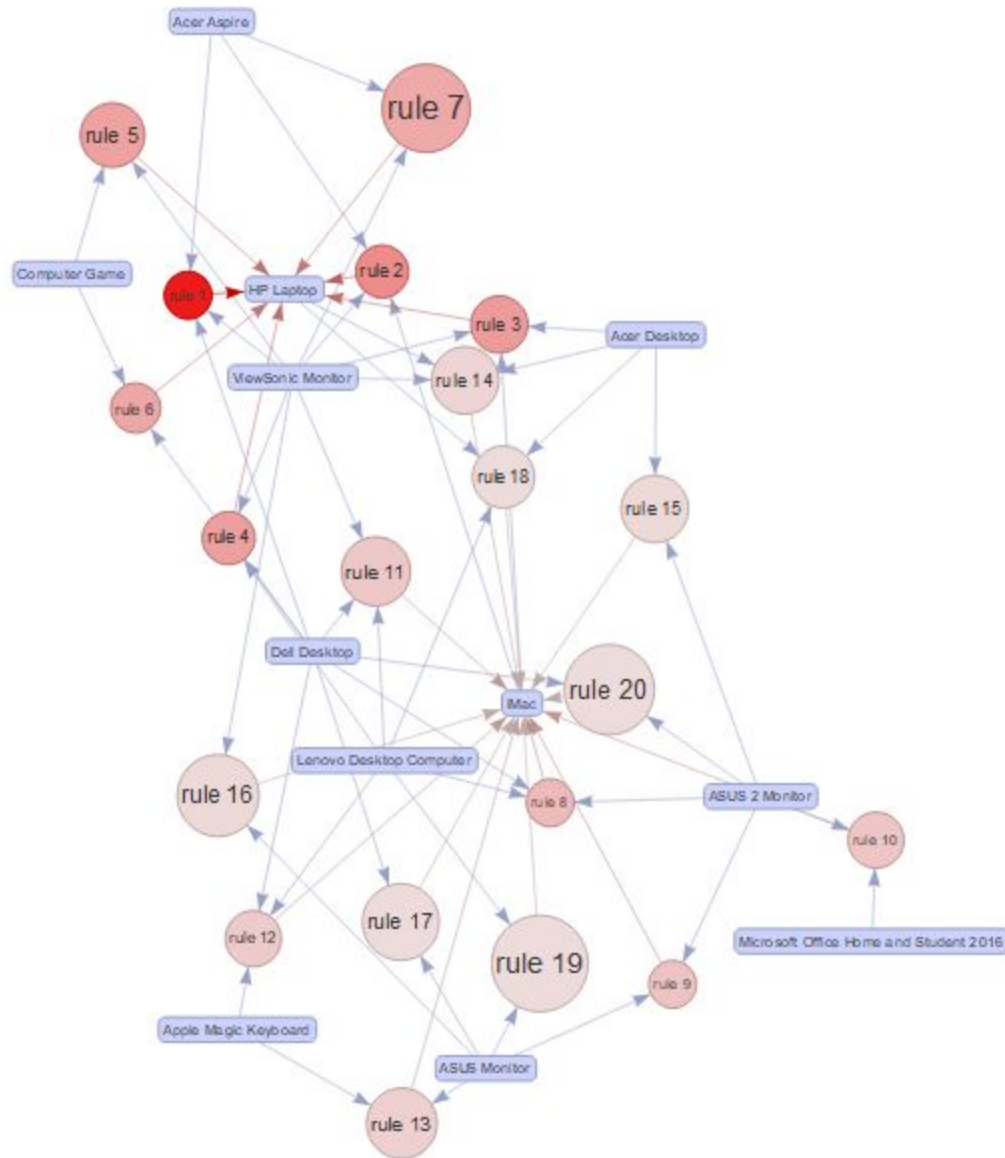 Acer Aspire
rule 7
rule 5
Computer Game
rule 2
rule 1
HP Laptop
rule 3
Acer Desktop
ViewSonic Monitor
rule 14
rule 6
rule 18
rule 15
rule 4
rule 11
Dell Desktop
rule 20
iMac
Lenovo Desktop Computer
rule 16
rule 8
ASUS 2 Monitor
rule 10
rule 17
rule 12
Microsoft Office Home and Student 2016
rule 19
rule 9
Apple Magic Keyboard
ASUS Monitor
rule 13